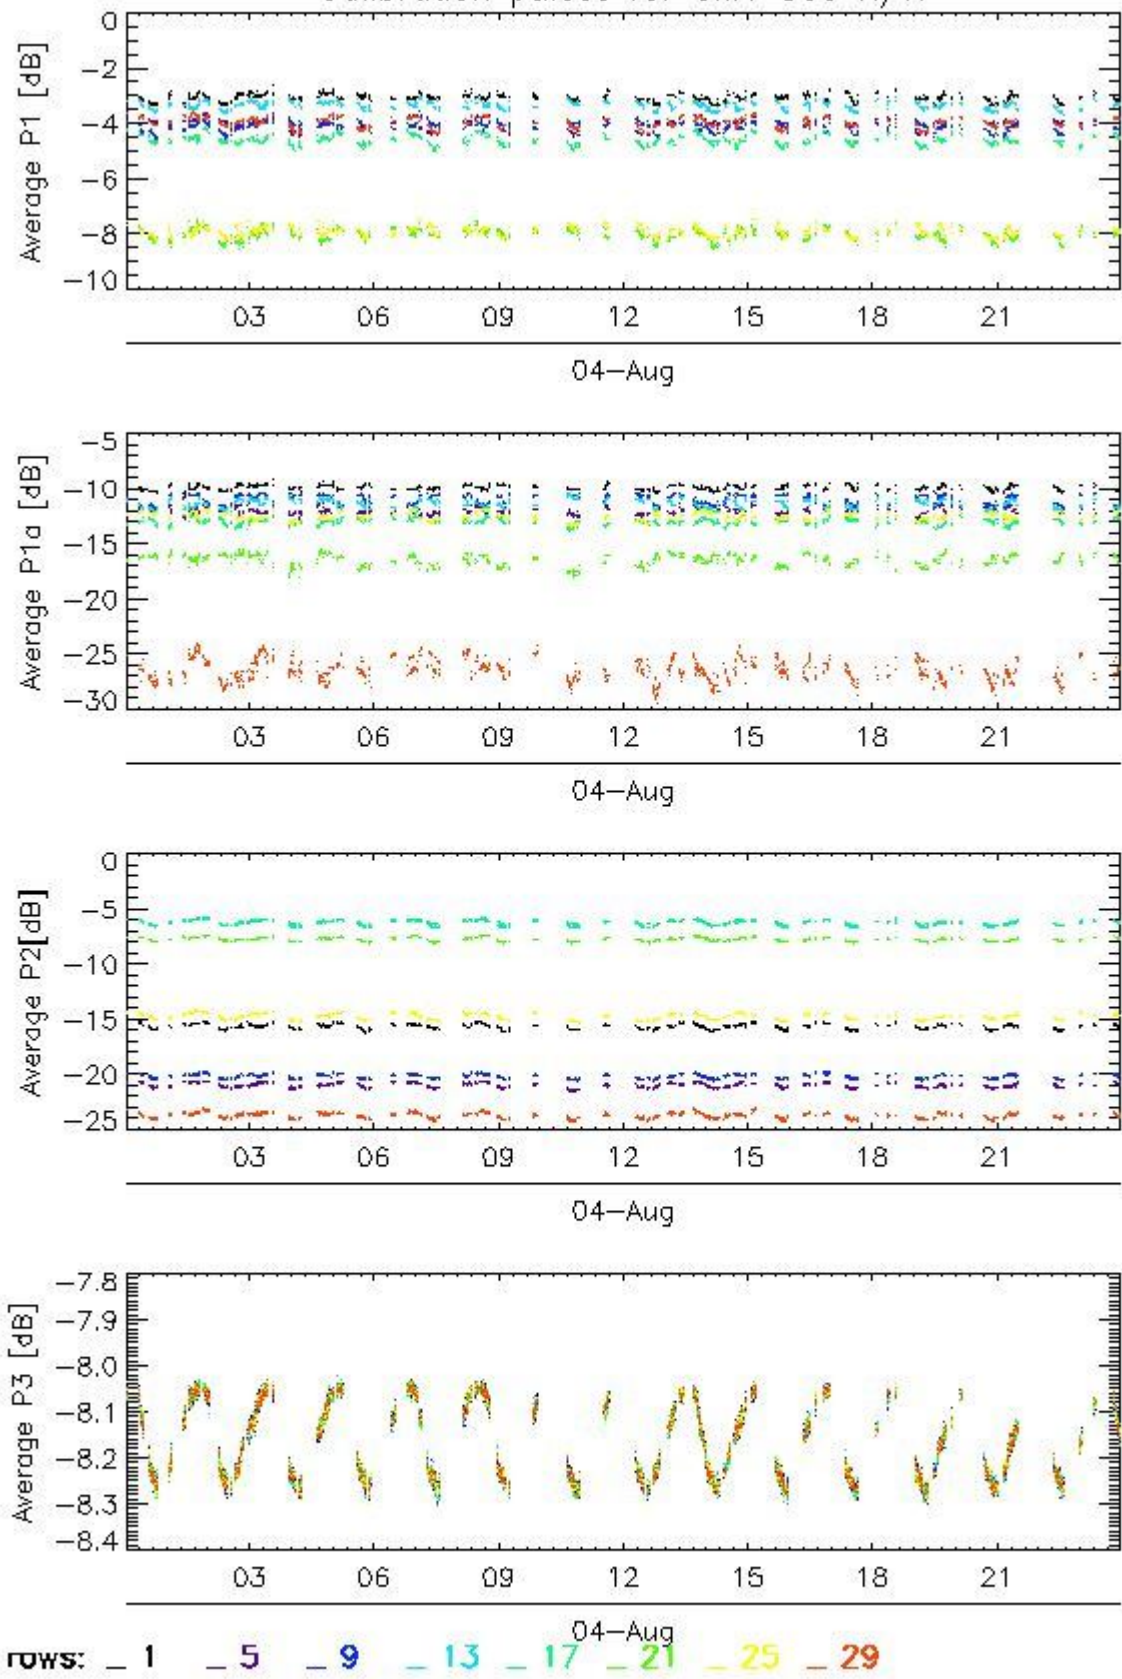 0
−2
−4
−6
−8
−10
Average P1 [dB]
03 06 09 12 15 18 21
04−Aug
−5
−10
−15
−20
−25
−30
Average P1a [dB]
03 06 09 12 15 18 21
04−Aug
0
−5
−10
−15
−20
−25
Average P2[dB]
03 06 09 12 15 18 21
04−Aug
−7.8
−7.9
−8.0
−8.1
−8.2
−8.3
−8.4
Average P3 [dB]
03 06 09 12 15 18 21
04−Aug
rows: _ 1 _ 5 _ 9 _ 13 _ 17 _ 21 _ 25 _ 29